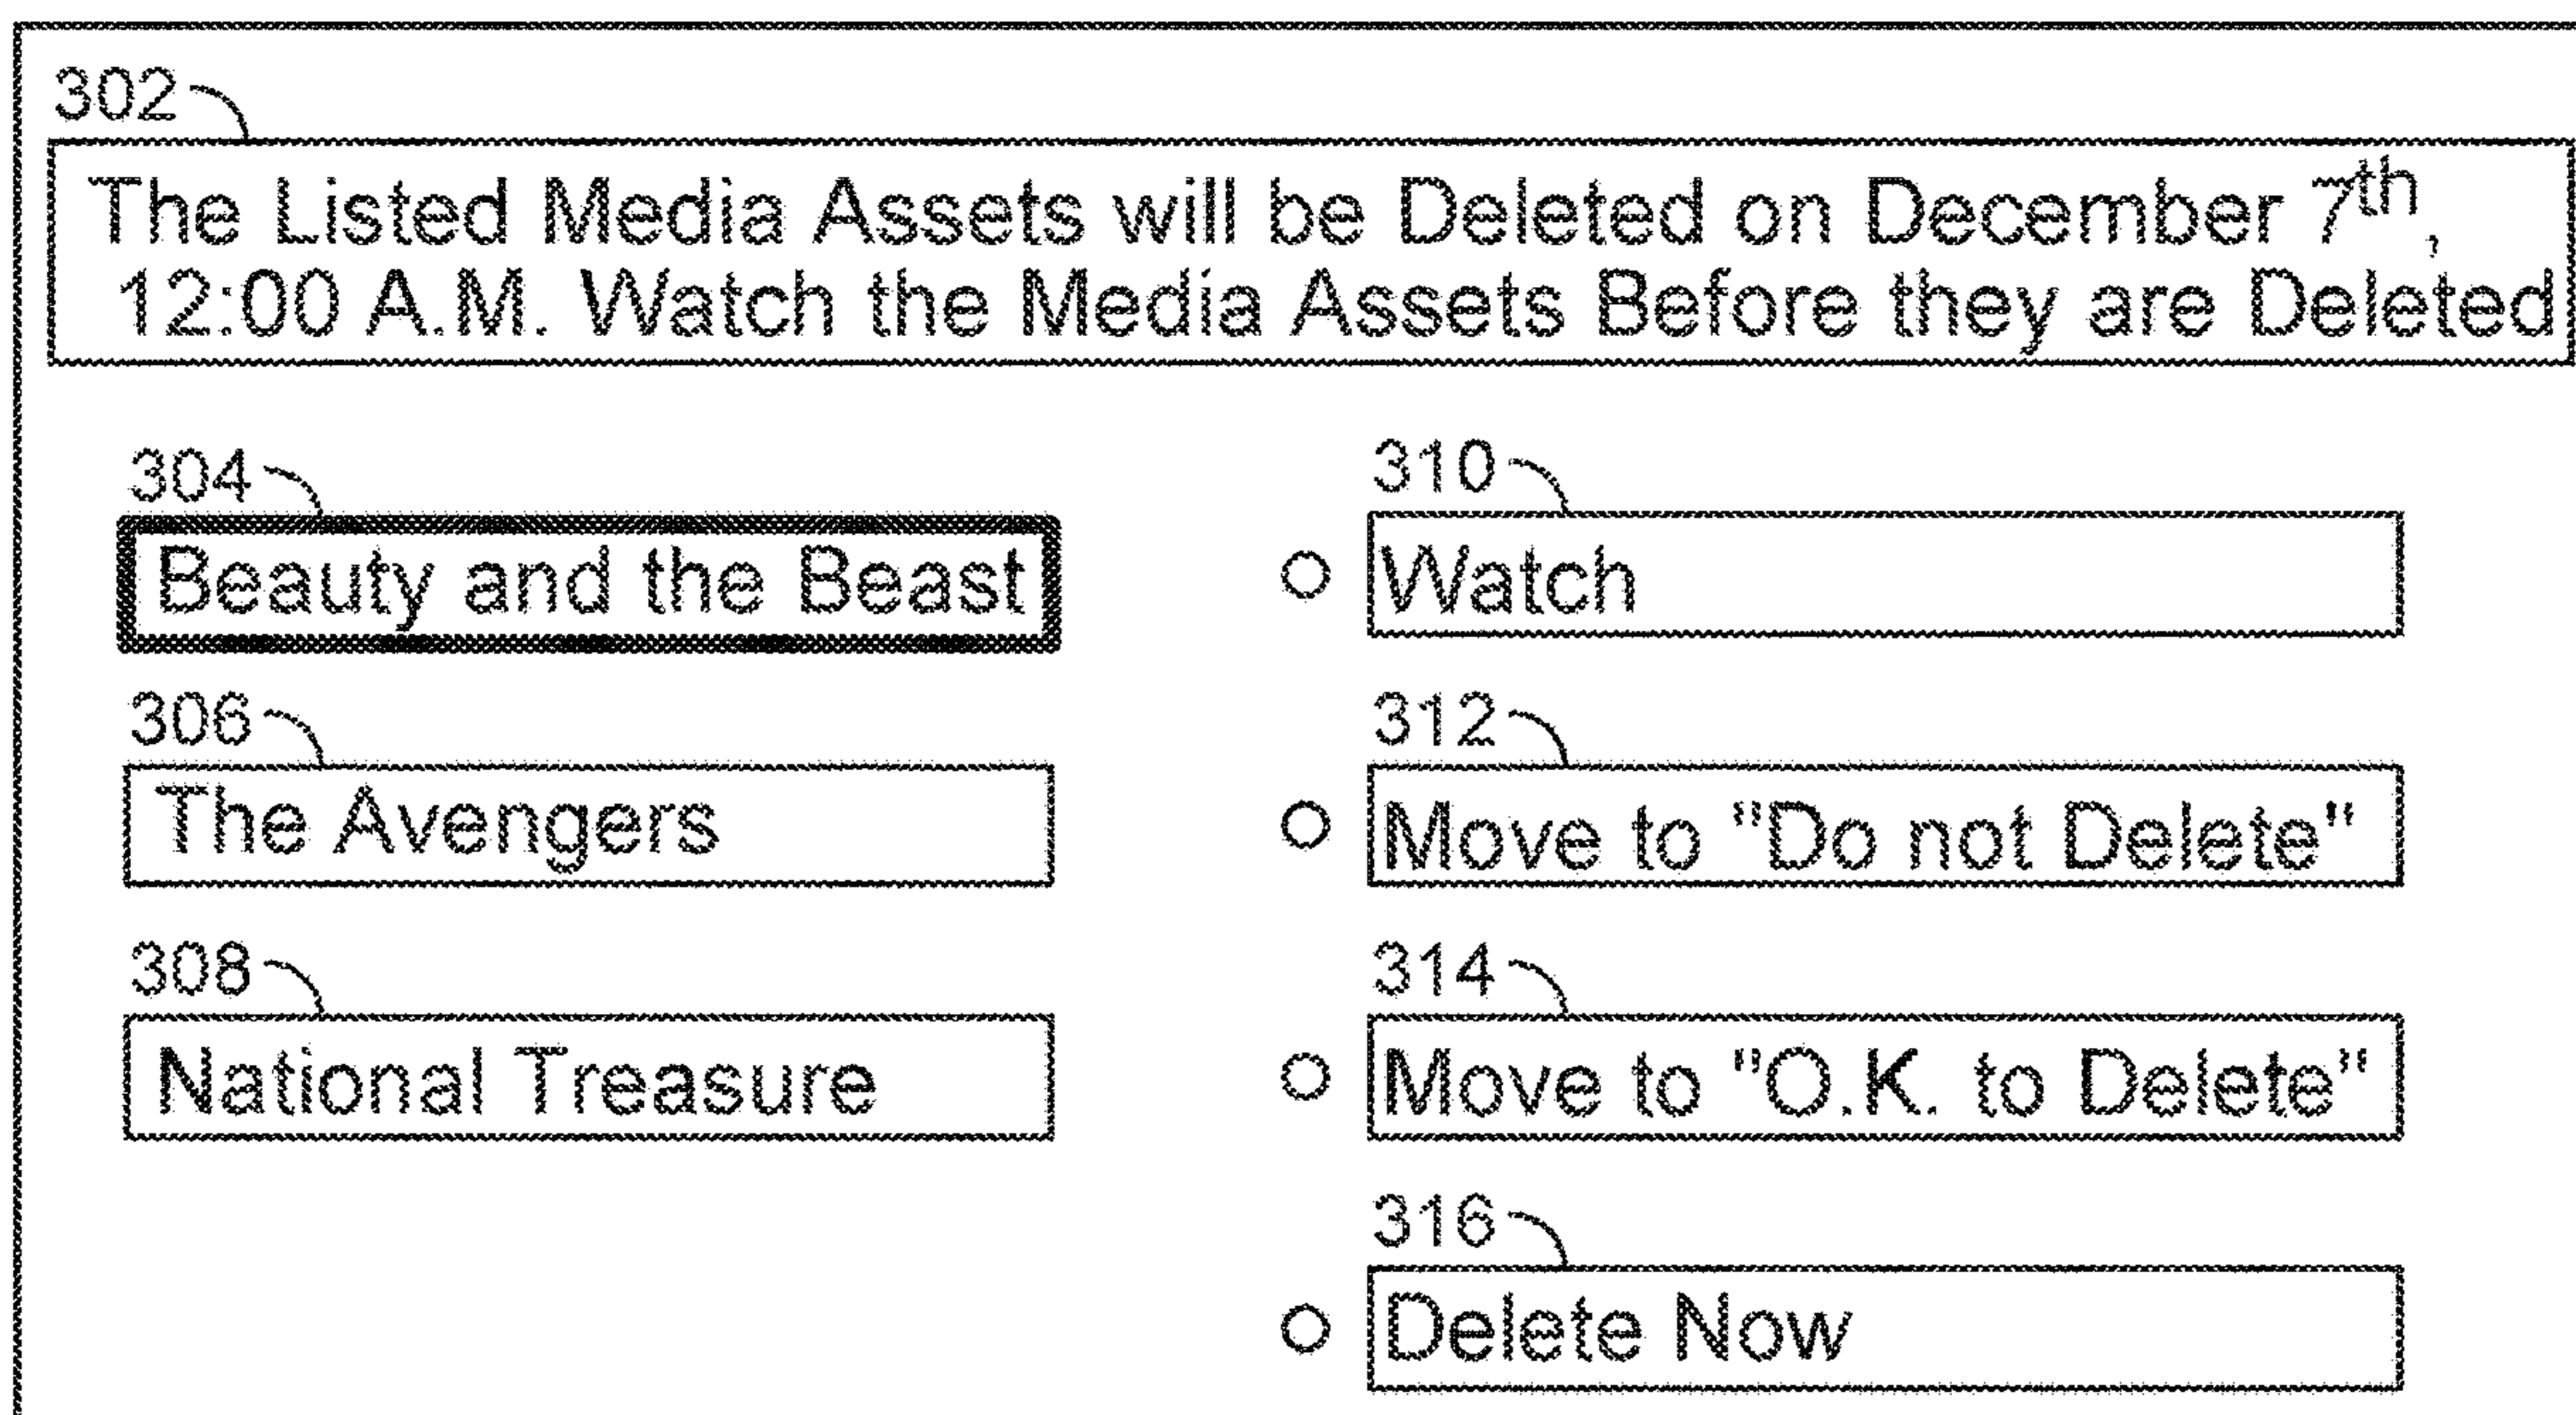 302
The Listed Media Assets will be Deleted on December 7th,
12:00 A.M. Watch the Media Assets Before they are Deleted
304
Beauty and the Beast
306
The Avengers
308
National Treasure
310
Watch
312
Move to "Do not Delete"
314
Move to "O.K. to Delete"
316
Delete Now